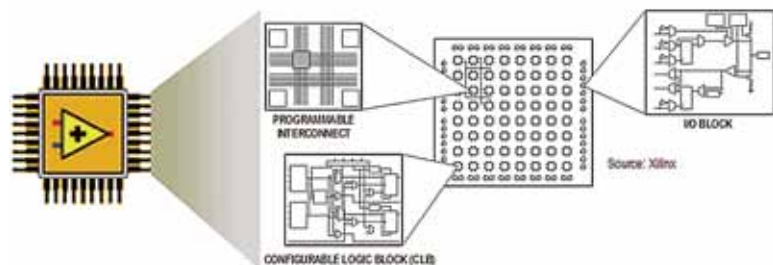 PROGRAMMABLE
INTERCONNECT
I/O BLOCK
Source: Xilinx
CONFIGURABLE LOGIC BLOCK (CLB)